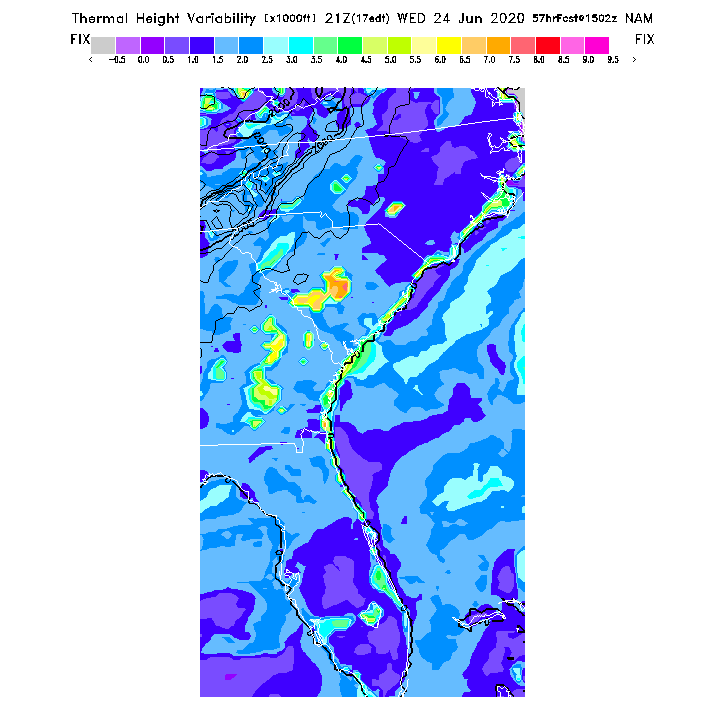 Thermal Height Variability [x1000ft] 21Z(17edt) WED 24 Jun 2020 57hrFcst@1502z NAM
FIX FIX
< -0.5 0.0 0.5 1.0 1.5 2.0 2.5 3.0 3.5 4.0 4.5 5.0 5.5 6.0 6.5 7.0 7.5 8.0 8.5 9.0 9.5 >